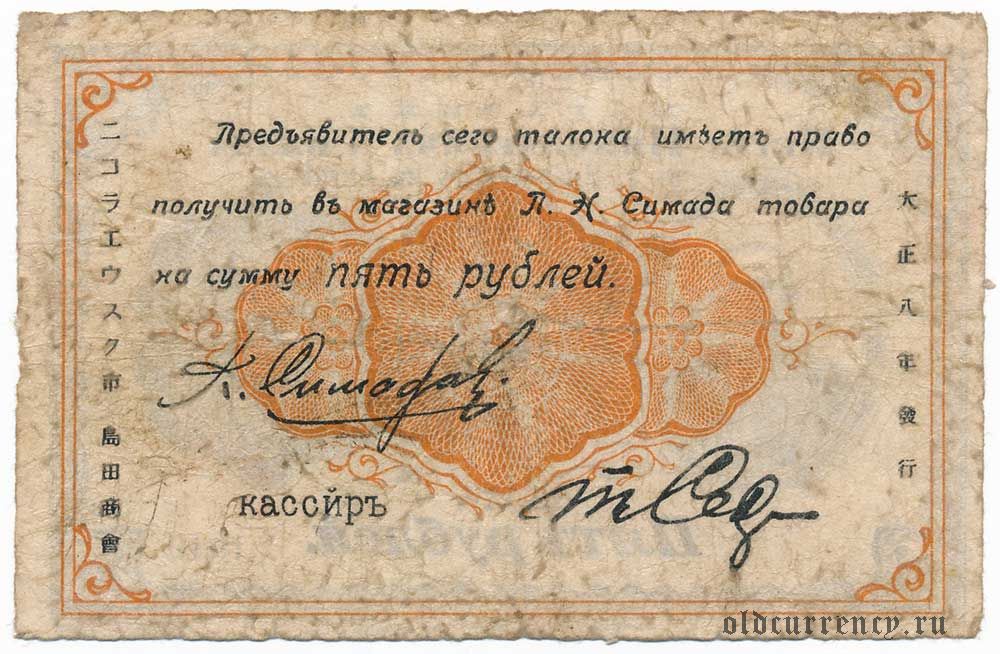 Предъявитель сего талона имѣетъ право
получить въ магазинѣ П. Н. Симада товара
на сумму пять рублей.
кассйръ
ニコラエウスク市島田商會
大正八年發行
oldcurrency.ru